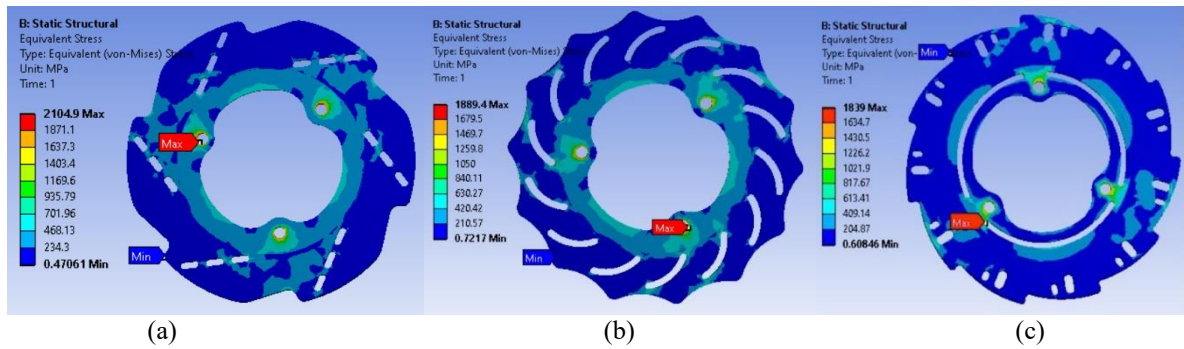 B: Static Structural
Equivalent Stress
Type: Equivalent (von-Mises) Stress
Unit: MPa
Time: 1
2104.9 Max
1871.1
1637.3
1403.4
1169.6
935.79
701.96
468.13
234.3
0.47061 Min
Max
Min
(a)
B: Static Structural
Equivalent Stress
Type: Equivalent (von-Mises) Stress
Unit: MPa
Time: 1
1889.4 Max
1679.5
1469.7
1259.8
1050
840.11
630.27
420.42
210.57
0.7217 Min
Max
Min
(b)
B: Static Structural
Equivalent Stress
Type: Equivalent (von-Mises) Stress
Unit: MPa
Time: 1
1839 Max
1634.7
1430.5
1226.2
1021.9
817.67
613.41
409.14
204.87
0.60846 Min
Min
Max
(c)